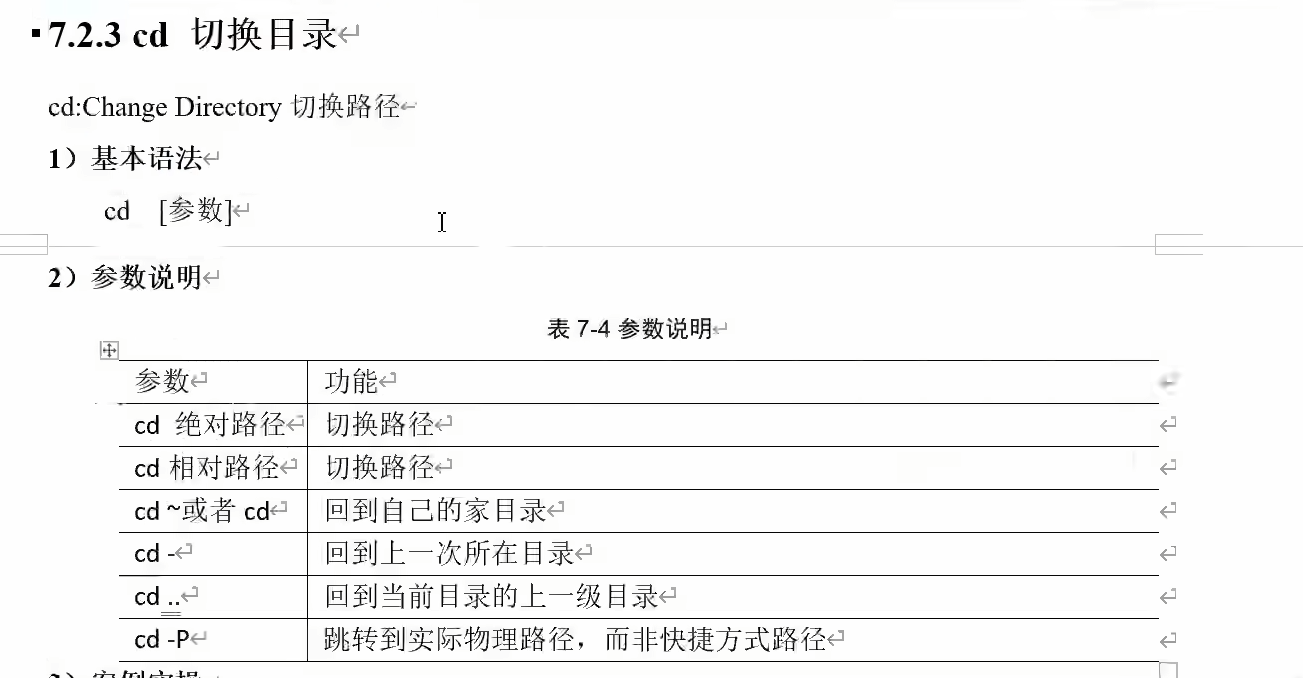 7.2.3 cd 切换目录
cd:Change Directory 切换路径
1）基本语法
cd [参数]
2）参数说明
表 7-4 参数说明
参数 功能
cd 绝对路径 切换路径
cd 相对路径 切换路径
cd ~或者 cd 回到自己的家目录
cd - 回到上一次所在目录
cd .. 回到当前目录的上一级目录
cd -P 跳转到实际物理路径，而非快捷方式路径